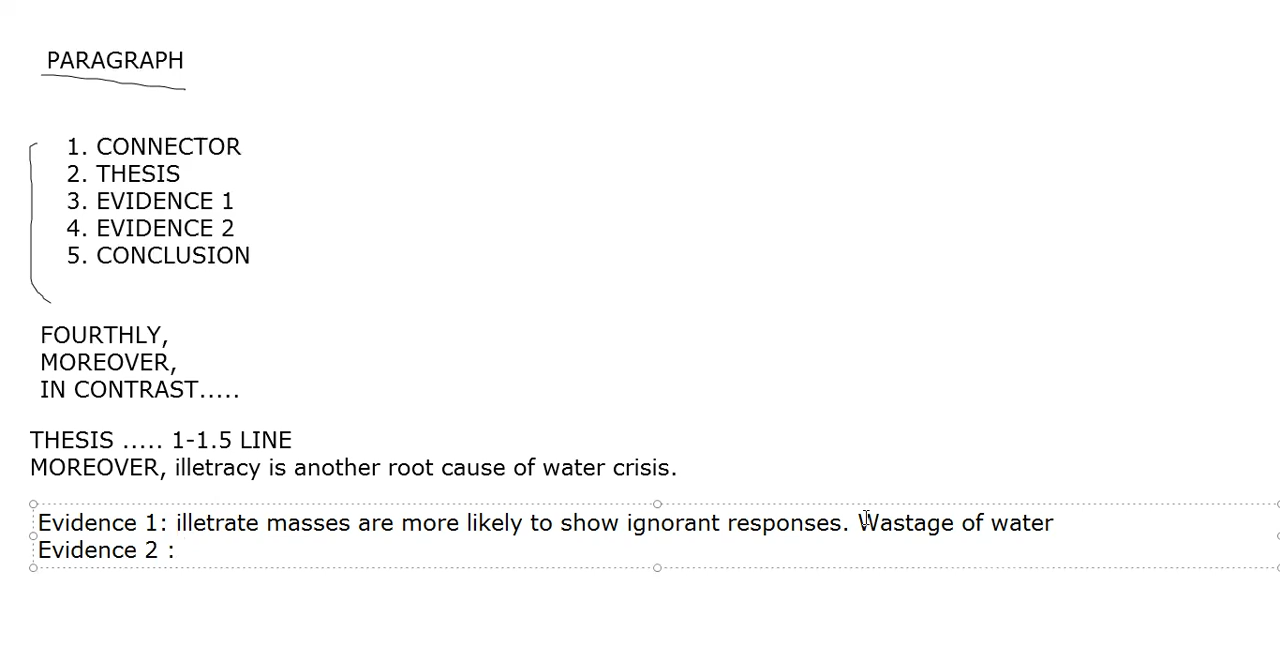 PARAGRAPH
1. CONNECTOR
2. THESIS
3. EVIDENCE 1
4. EVIDENCE 2
5. CONCLUSION
FOURTHLY,
MOREOVER,
IN CONTRAST.....
THESIS ..... 1-1.5 LINE
MOREOVER, illetracy is another root cause of water crisis.
Evidence 1: illetrate masses are more likely to show ignorant responses. Wastage of water
Evidence 2 :